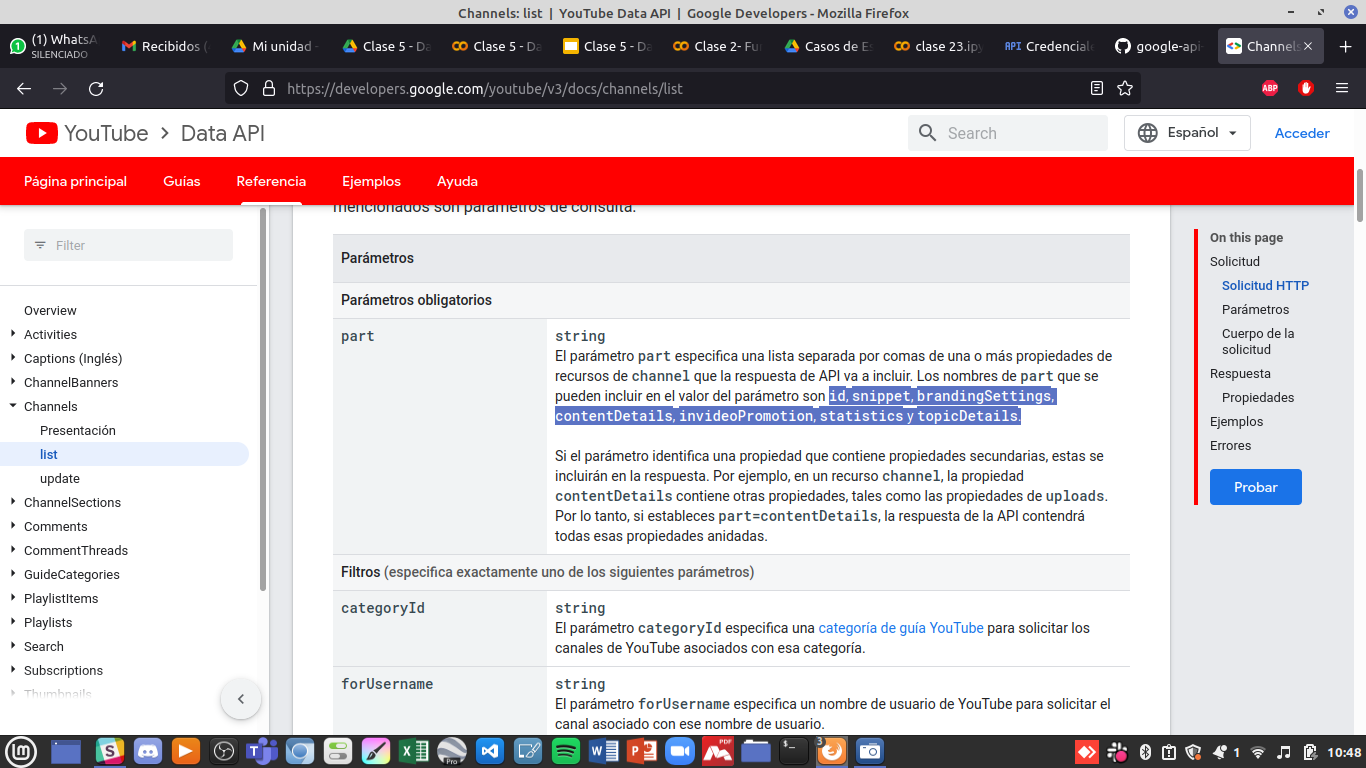 Channels: list | YouTube Data API | Google Developers - Mozilla Firefox
(1) WhatsA
SILENCIADO
Recibidos (
Mi unidad -
Clase 5 - Da
Clase 5 - Da
Clase 5 - Da
Clase 2- Fu
Casos de Es
clase 23.ipy
API Credenciale
google-api-
Channels
https://developers.google.com/youtube/v3/docs/channels/list
ABP
YouTube > Data API
Search
Español
Acceder
Página principal
Guías
Referencia
Ejemplos
Ayuda
Filter
Overview
Activities
Captions (Inglés)
ChannelBanners
Channels
Presentación
list
update
ChannelSections
Comments
CommentThreads
GuideCategories
PlaylistItems
Playlists
Search
Subscriptions
Thumbnails
mencionados son parámetros de consulta.
Parámetros
Parámetros obligatorios
part
string
El parámetro part especifica una lista separada por comas de una o más propiedades de
recursos de channel que la respuesta de API va a incluir. Los nombres de part que se
pueden incluir en el valor del parámetro son id, snippet, brandingSettings,
contentDetails, invideoPromotion, statistics y topicDetails.
Si el parámetro identifica una propiedad que contiene propiedades secundarias, estas se
incluirán en la respuesta. Por ejemplo, en un recurso channel, la propiedad
contentDetails contiene otras propiedades, tales como las propiedades de uploads.
Por lo tanto, si estableces part=contentDetails, la respuesta de la API contendrá
todas esas propiedades anidadas.
Filtros (especifica exactamente uno de los siguientes parámetros)
categoryId
string
El parámetro categoryId especifica una categoría de guía YouTube para solicitar los
canales de YouTube asociados con esa categoría.
forUsername
string
El parámetro forUsername especifica un nombre de usuario de YouTube para solicitar el
canal asociado con ese nombre de usuario.
On this page
Solicitud
Solicitud HTTP
Parámetros
Cuerpo de la
solicitud
Respuesta
Propiedades
Ejemplos
Errores
Probar
Pro
PDF
3
1
10:48